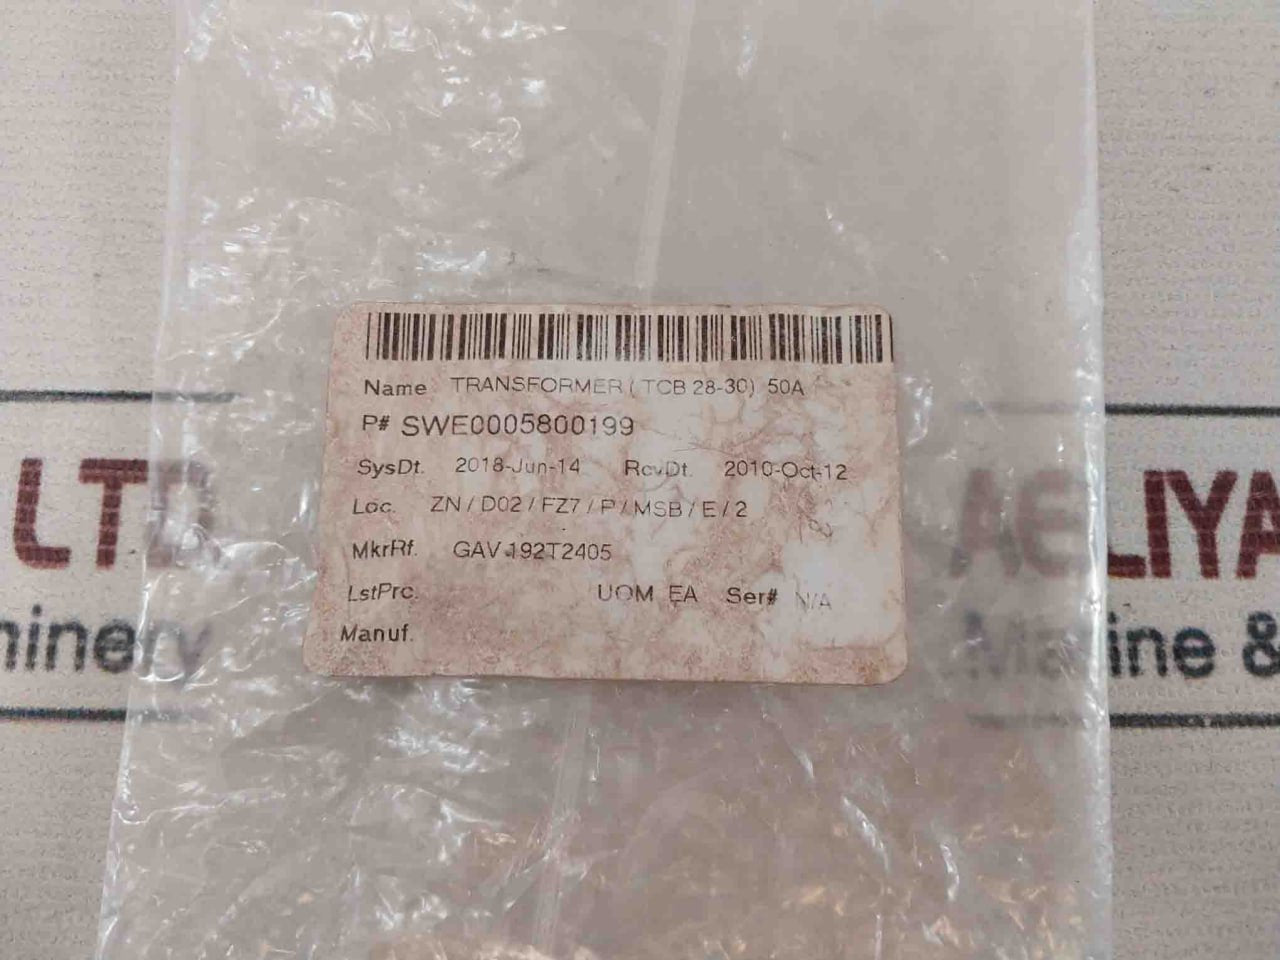 Name TRANSFORMER (TCB 28-30) 50A
P# SWE0005800199
SysDt. 2018-Jun-14 RcvDt. 2010-Oct-12
Loc. ZN / D02 / FZ7 / P / MSB / E / 2
MkrRf. GAV-192T2405
LstPrc. UOM EA Ser# N/A
Manuf.
LTD
AELIYA
hinery
Marine &